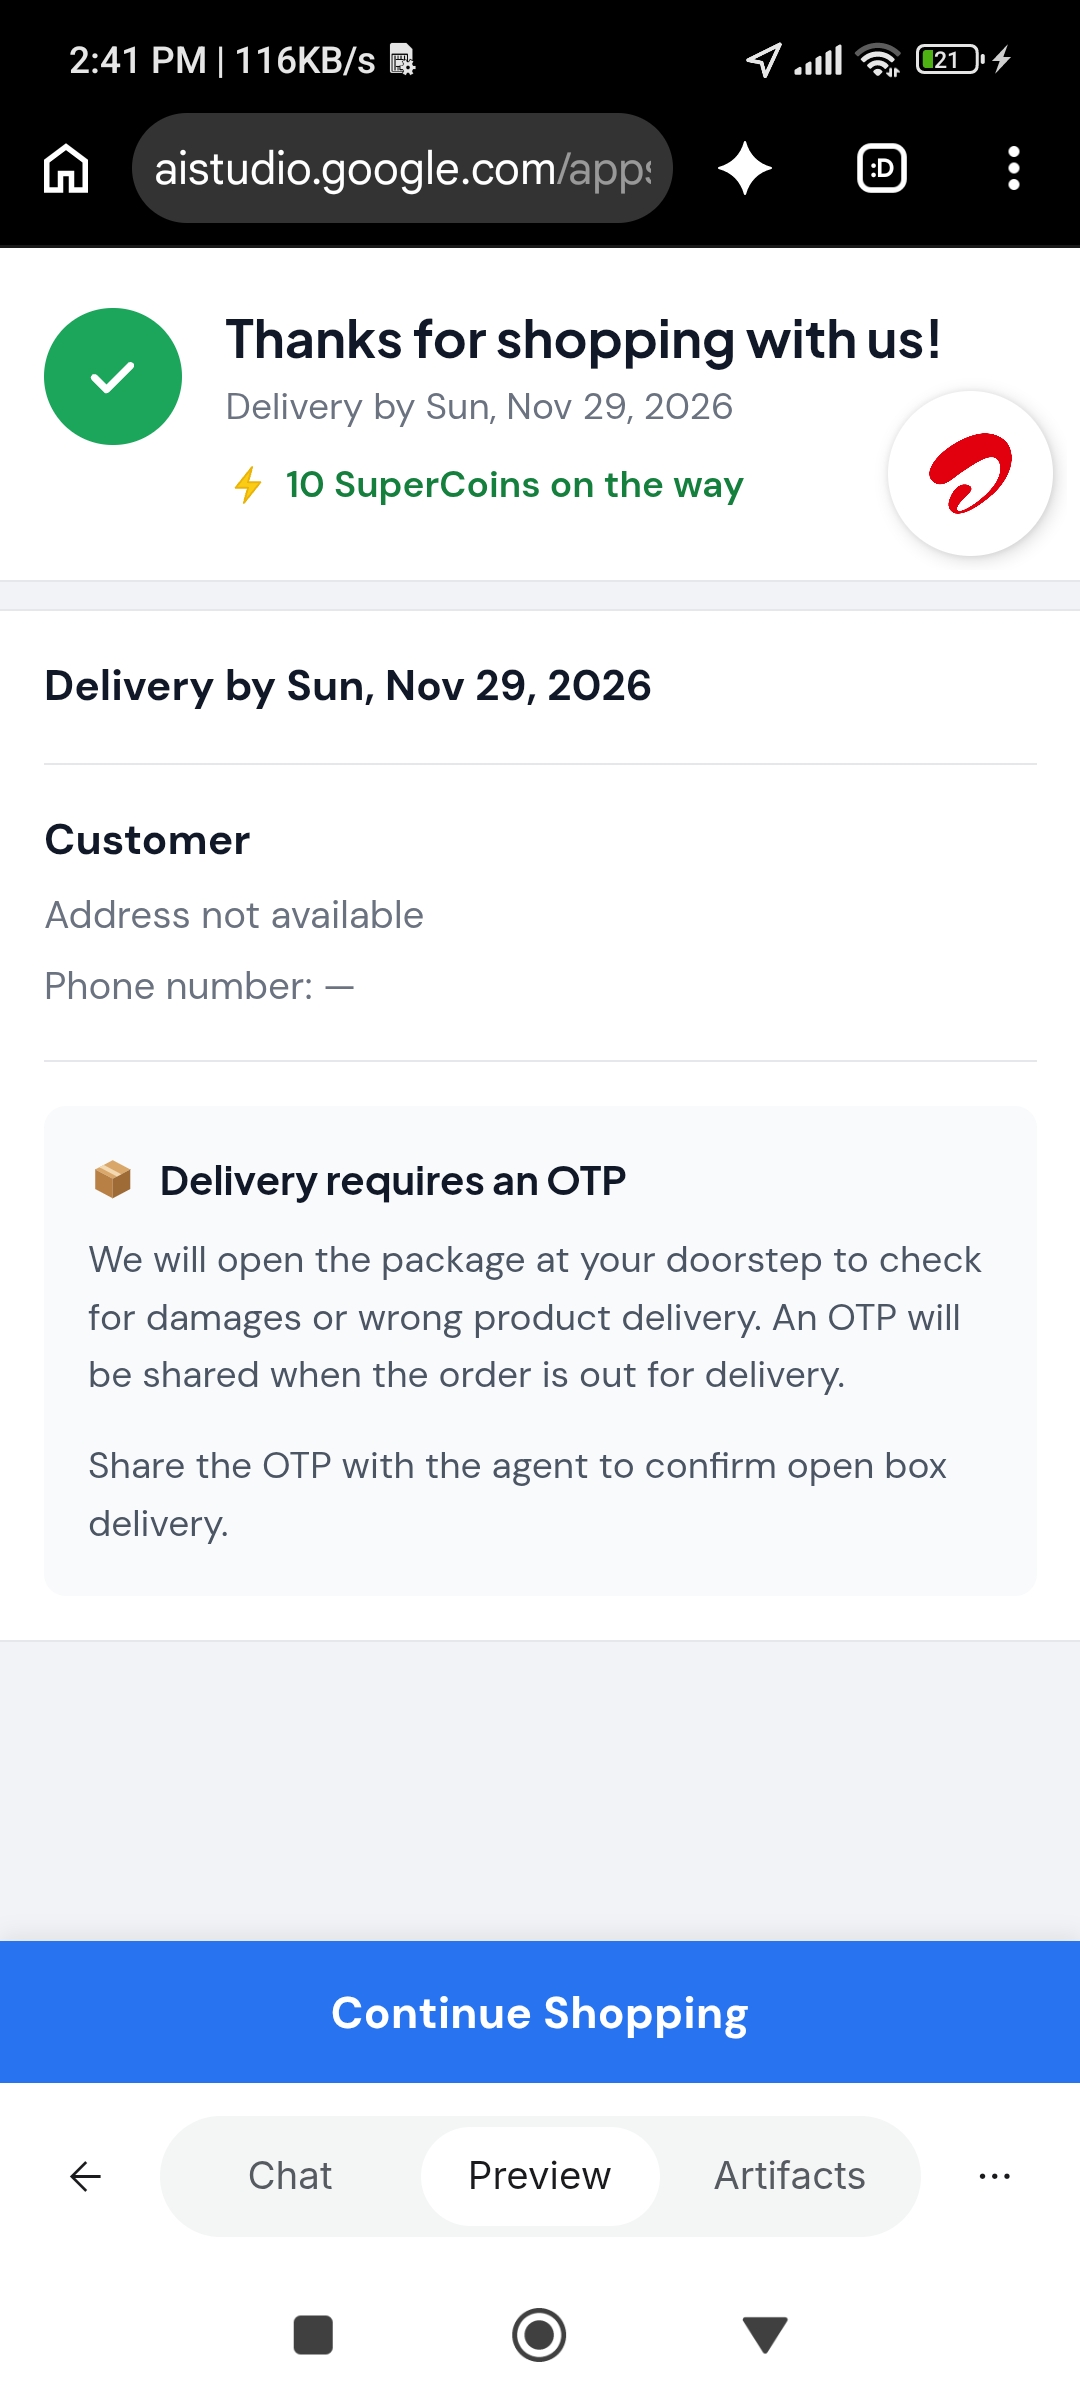 2:41 PM | 116KB/s
21
aistudio.google.com/apps
:D
Thanks for shopping with us!
Delivery by Sun, Nov 29, 2026
⚡ 10 SuperCoins on the way
Delivery by Sun, Nov 29, 2026
Customer
Address not available
Phone number: —
📦 Delivery requires an OTP
We will open the package at your doorstep to check
for damages or wrong product delivery. An OTP will
be shared when the order is out for delivery.
Share the OTP with the agent to confirm open box
delivery.
Continue Shopping
Chat
Preview
Artifacts